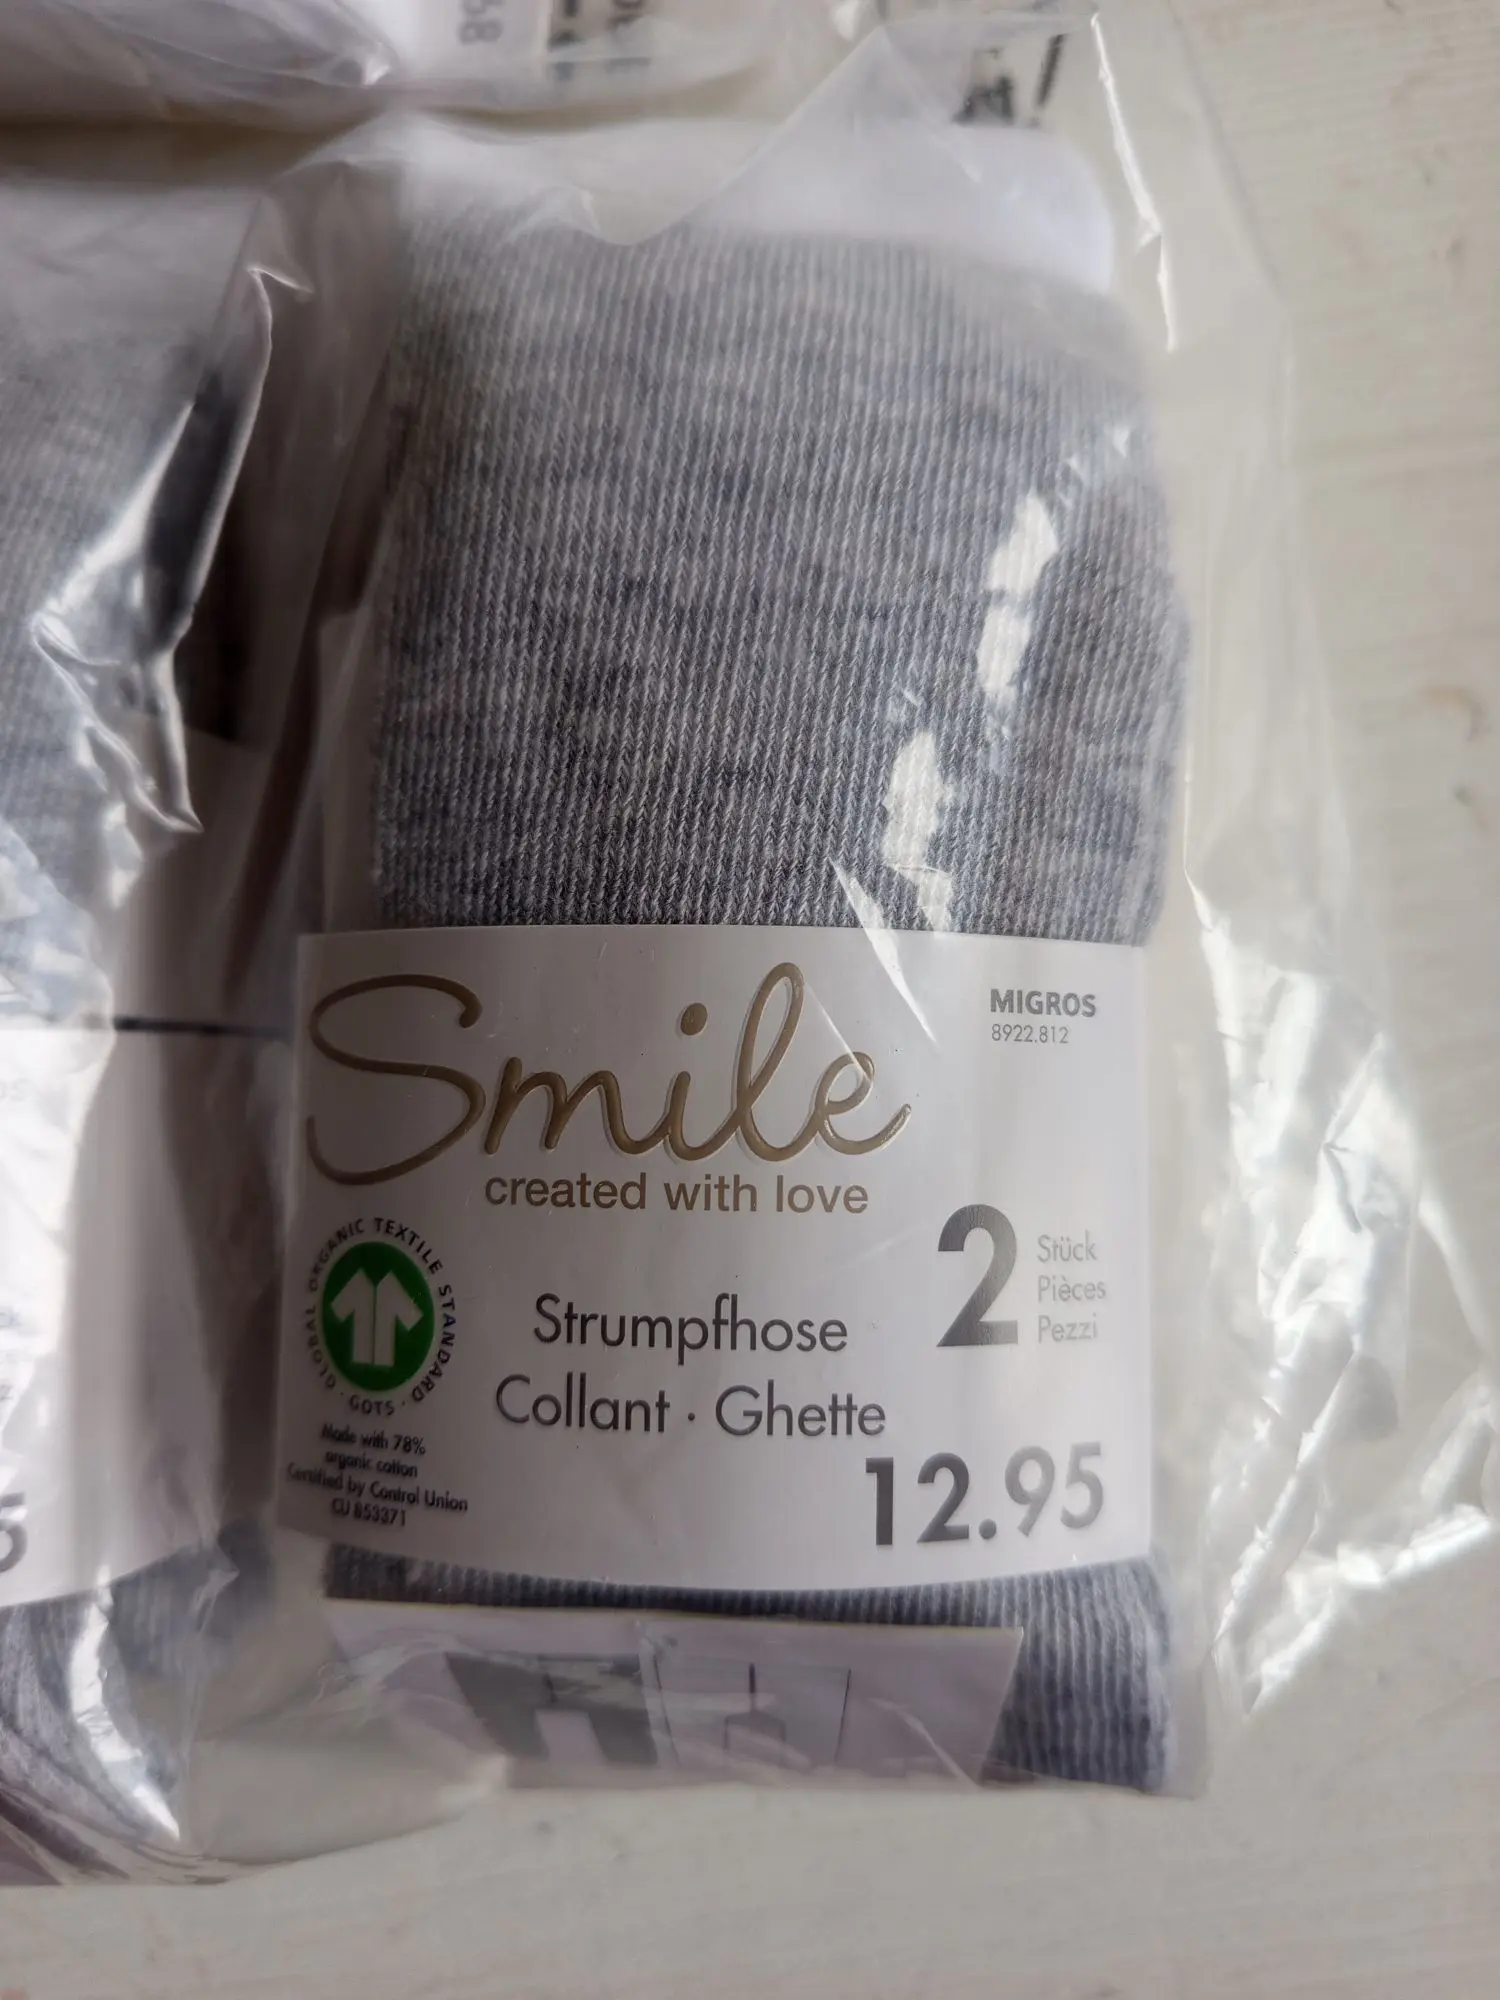 68
Smile
MIGROS
8922.812
created with love
2
Stück
Pièces
Pezzi
GLOBAL ORGANIC TEXTILE STANDARD · GOTS ·
Strumpfhose
Collant · Ghette
Made with 78%
organic cotton
Certified by Control Union
CU 853371
12.95